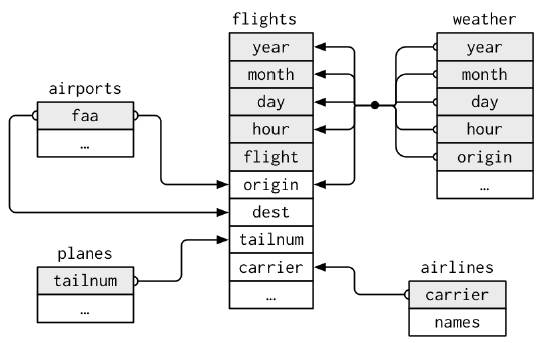 flights
year
month
day
hour
flight
origin
dest
tailnum
carrier
…
weather
year
month
day
hour
origin
…
airports
faa
…
planes
tailnum
…
airlines
carrier
names